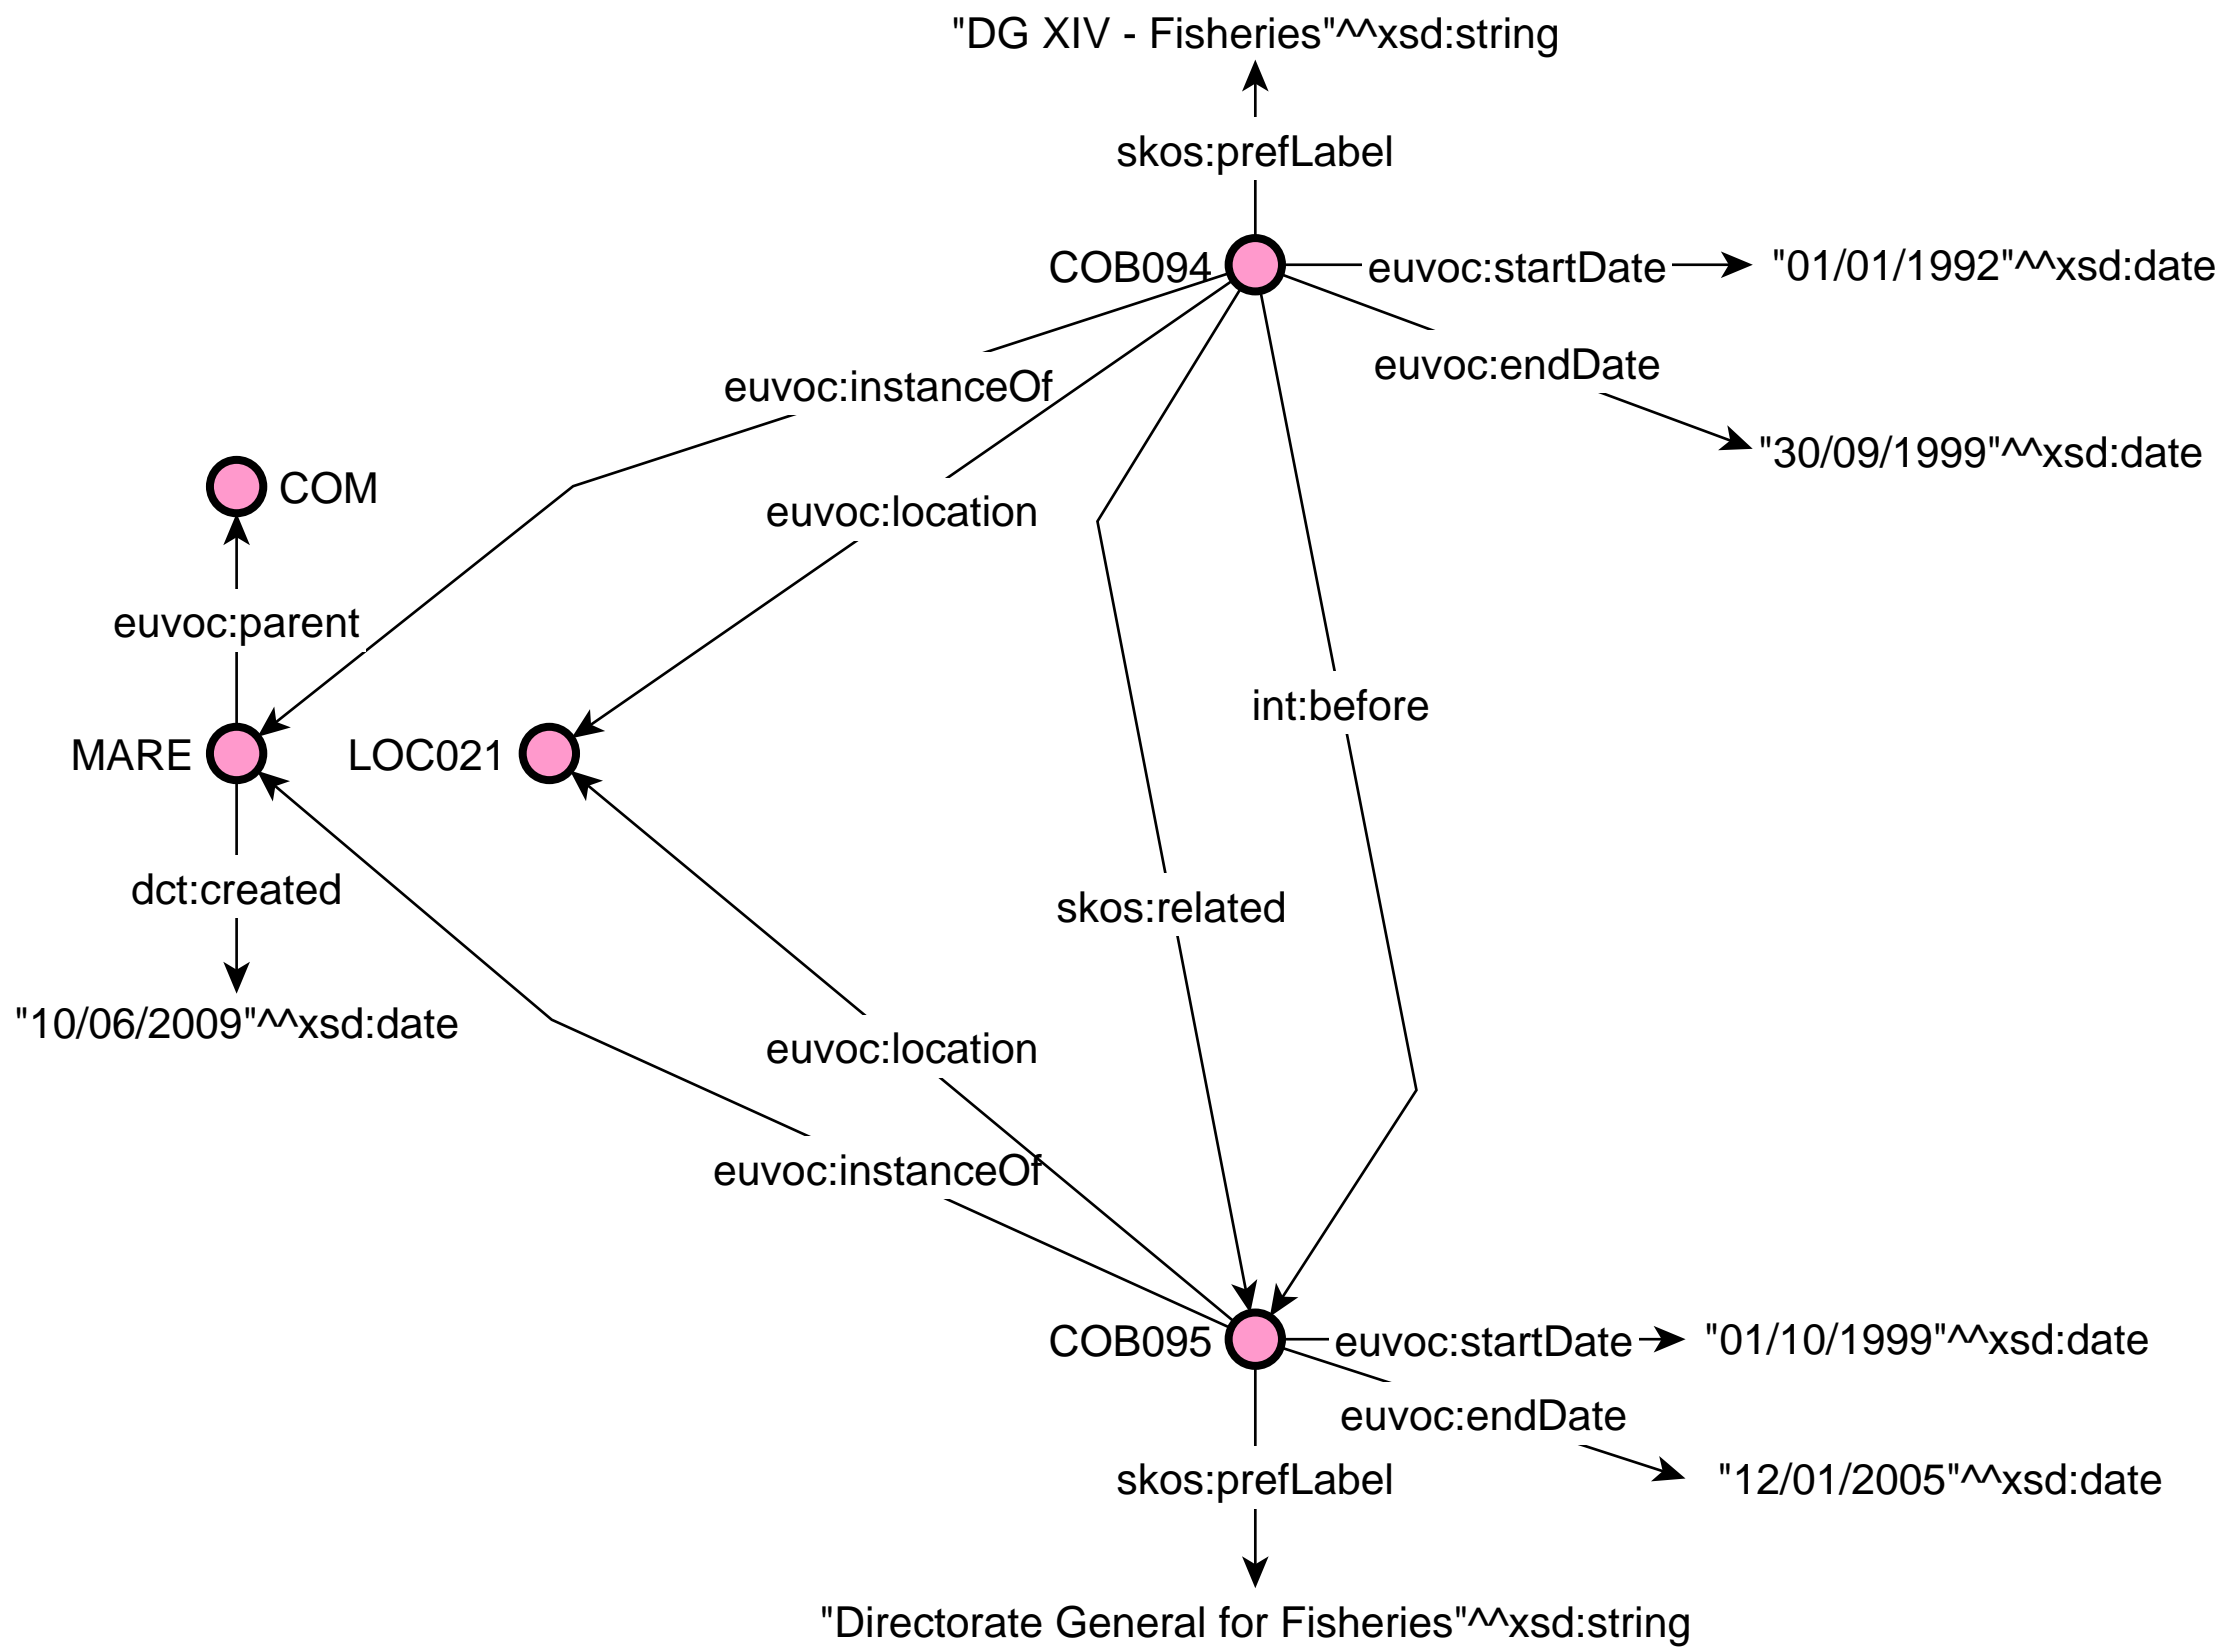 "DG XIV - Fisheries"^^xsd:string
skos:prefLabel
COB094
euvoc:startDate
"01/01/1992"^^xsd:date
euvoc:endDate
euvoc:instanceOf
"30/09/1999"^^xsd:date
COM
euvoc:location
euvoc:parent
int:before
MARE
LOC021
dct:created
skos:related
"10/06/2009"^^xsd:date
euvoc:location
euvoc:instanceOf
COB095
euvoc:startDate
"01/10/1999"^^xsd:date
euvoc:endDate
skos:prefLabel
"12/01/2005"^^xsd:date
"Directorate General for Fisheries"^^xsd:string